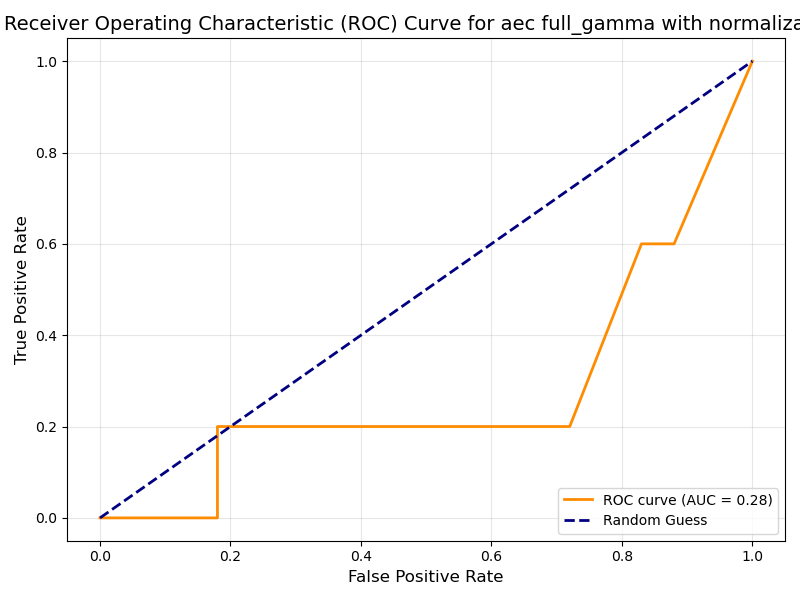 Receiver Operating Characteristic (ROC) Curve for aec full_gamma with normaliza
1.0
0.8
0.6
0.4
0.2
0.0
True Positive Rate
ROC curve (AUC = 0.28)
Random Guess
0.0 0.2 0.4 0.6 0.8 1.0
False Positive Rate